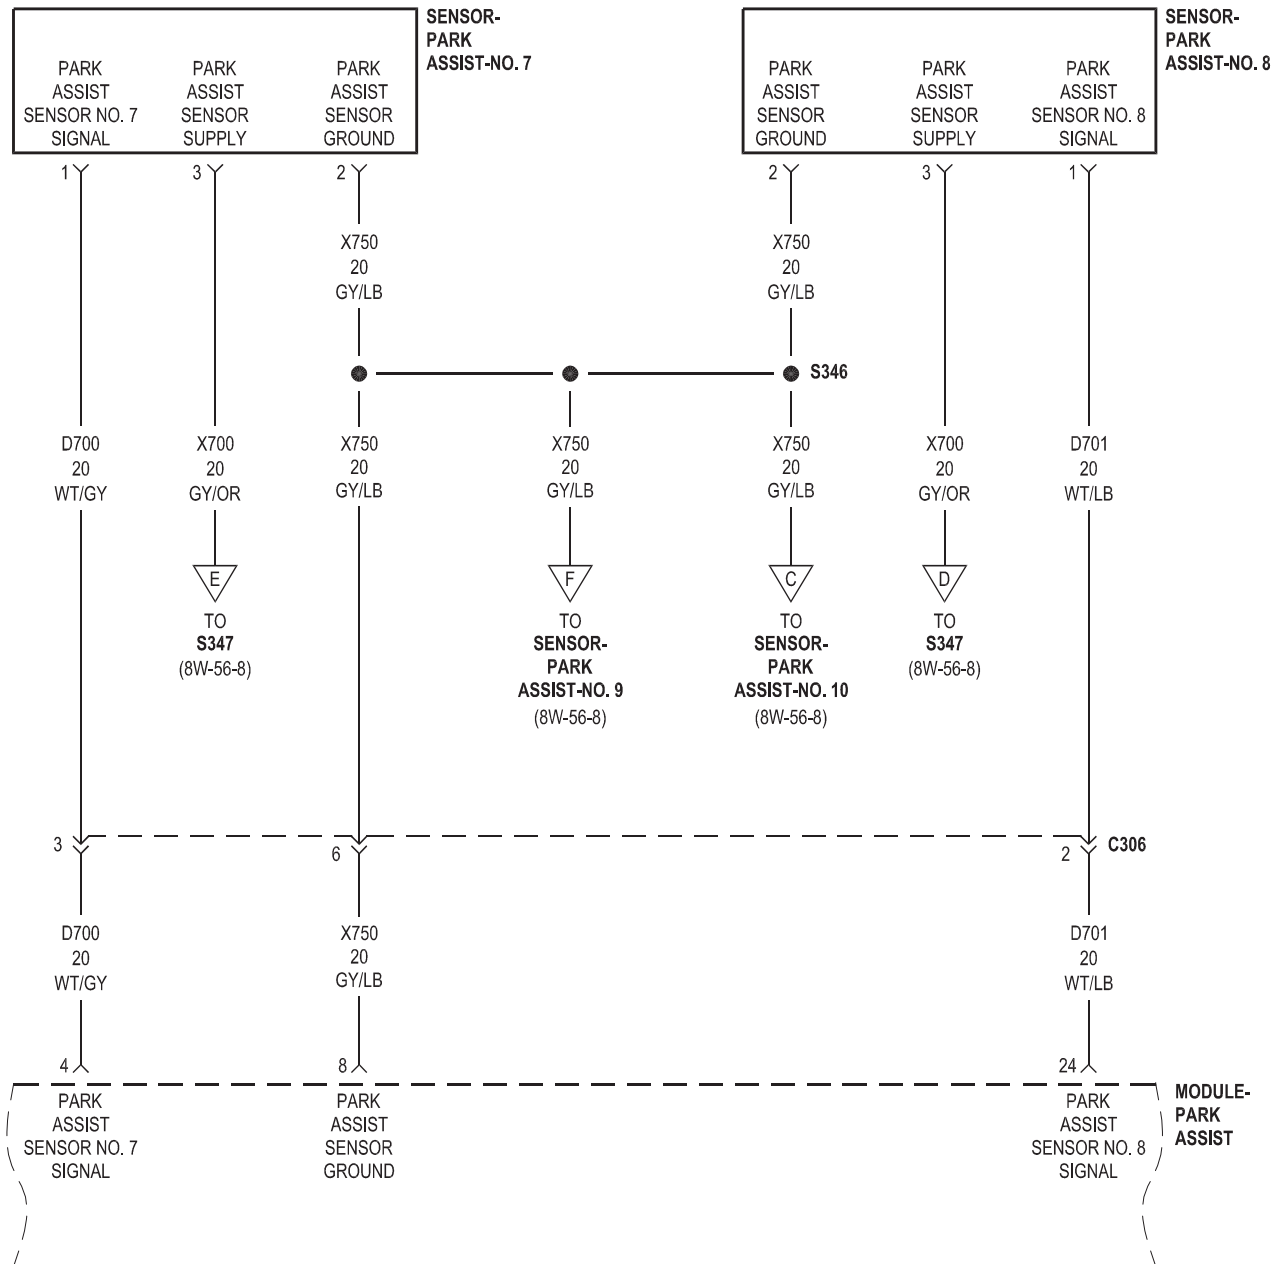 SENSOR-
PARK
ASSIST-NO. 7
PARK
ASSIST
SENSOR NO. 7
SIGNAL
PARK
ASSIST
SENSOR
SUPPLY
PARK
ASSIST
SENSOR
GROUND
SENSOR-
PARK
ASSIST-NO. 8
PARK
ASSIST
SENSOR
GROUND
PARK
ASSIST
SENSOR
SUPPLY
PARK
ASSIST
SENSOR NO. 8
SIGNAL
1
3
2
2
3
1
X750
20
GY/LB
X750
20
GY/LB
S346
D700
20
WT/GY
X700
20
GY/OR
X750
20
GY/LB
X750
20
GY/LB
X750
20
GY/LB
X700
20
GY/OR
D701
20
WT/LB
E
TO
S347
(8W-56-8)
F
TO
SENSOR-
PARK
ASSIST-NO. 9
(8W-56-8)
C
TO
SENSOR-
PARK
ASSIST-NO. 10
(8W-56-8)
D
TO
S347
(8W-56-8)
3
6
2
C306
D700
20
WT/GY
X750
20
GY/LB
D701
20
WT/LB
4
8
24
PARK
ASSIST
SENSOR NO. 7
SIGNAL
PARK
ASSIST
SENSOR
GROUND
PARK
ASSIST
SENSOR NO. 8
SIGNAL
MODULE-
PARK
ASSIST